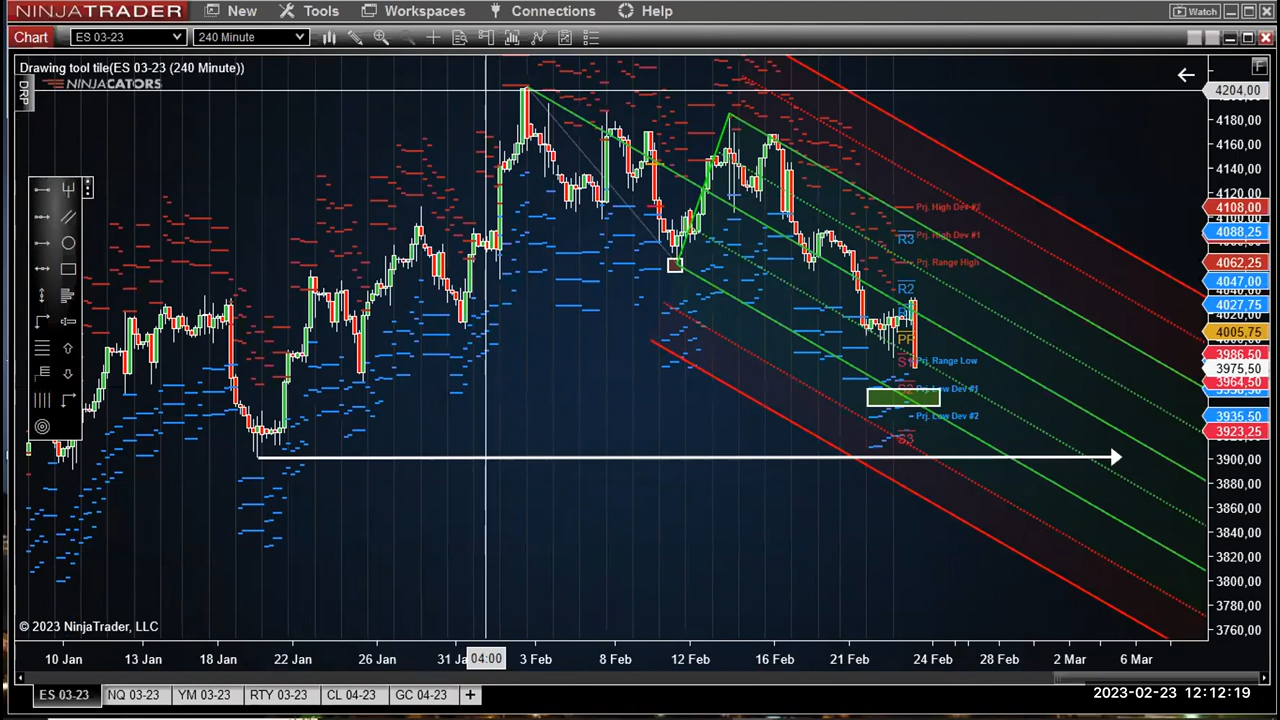 NINJATRADER New Tools Workspaces Connections Help Watch
Chart ES 03-23 240 Minute
Drawing tool tile(ES 03-23 (240 Minute)) F
NINJACATORS
DRP
4204,00
4180,00
4160,00
4140,00
4120,00
Prj. High Dev #2 4108,00
R3 Prj. High Dev #1 4088,25
Prj. Range High 4062,25
R2 4047,00
4027,75
4020,00
PP 4005,75
S1 Prj. Range Low 3986,50
3975,50
3964,50
S2 Prj. Low Dev #1
Prj. Low Dev #2 3935,50
S3 3923,25
3900,00
3880,00
3860,00
3840,00
3820,00
3800,00
3780,00
3760,00
© 2023 NinjaTrader, LLC
10 Jan 13 Jan 18 Jan 22 Jan 26 Jan 31 Ja 04:00 3 Feb 8 Feb 12 Feb 16 Feb 21 Feb 24 Feb 28 Feb 2 Mar 6 Mar
ES 03-23 NQ 03-23 YM 03-23 RTY 03-23 CL 04-23 GC 04-23 +
2023-02-23 12:12:19